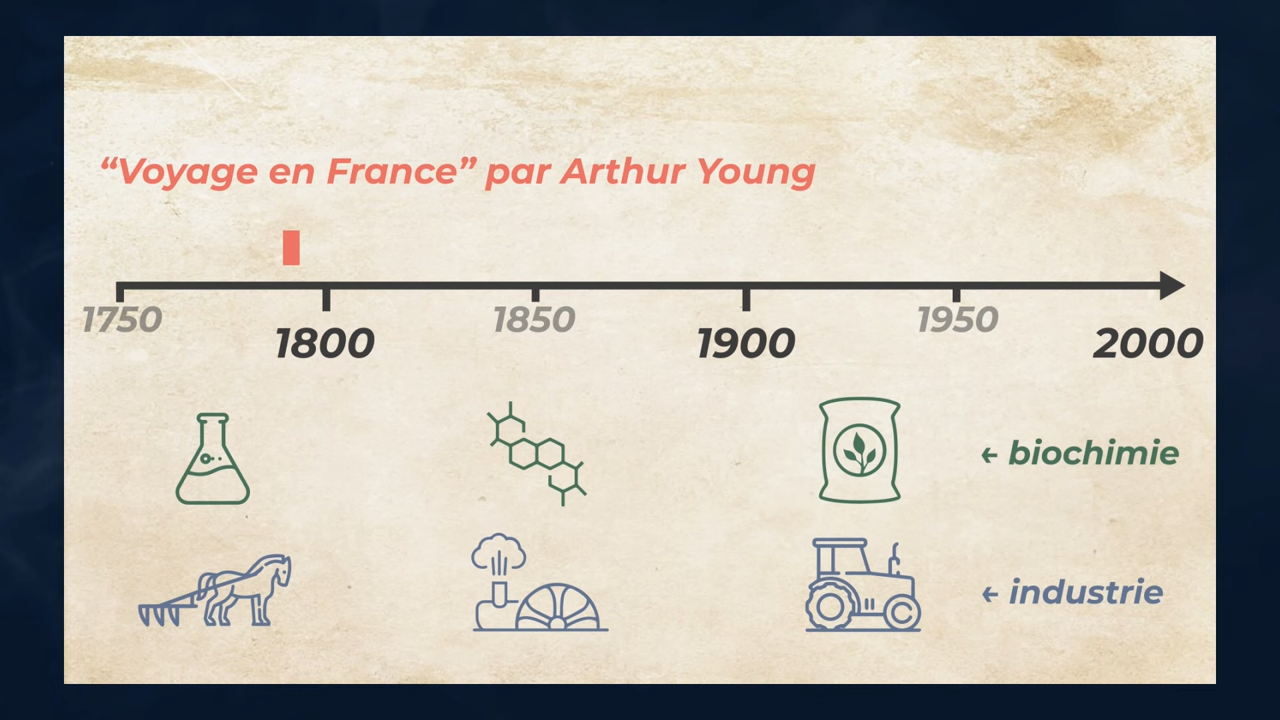 “Voyage en France” par Arthur Young
1750
1800
1850
1900
1950
2000
← biochimie
← industrie